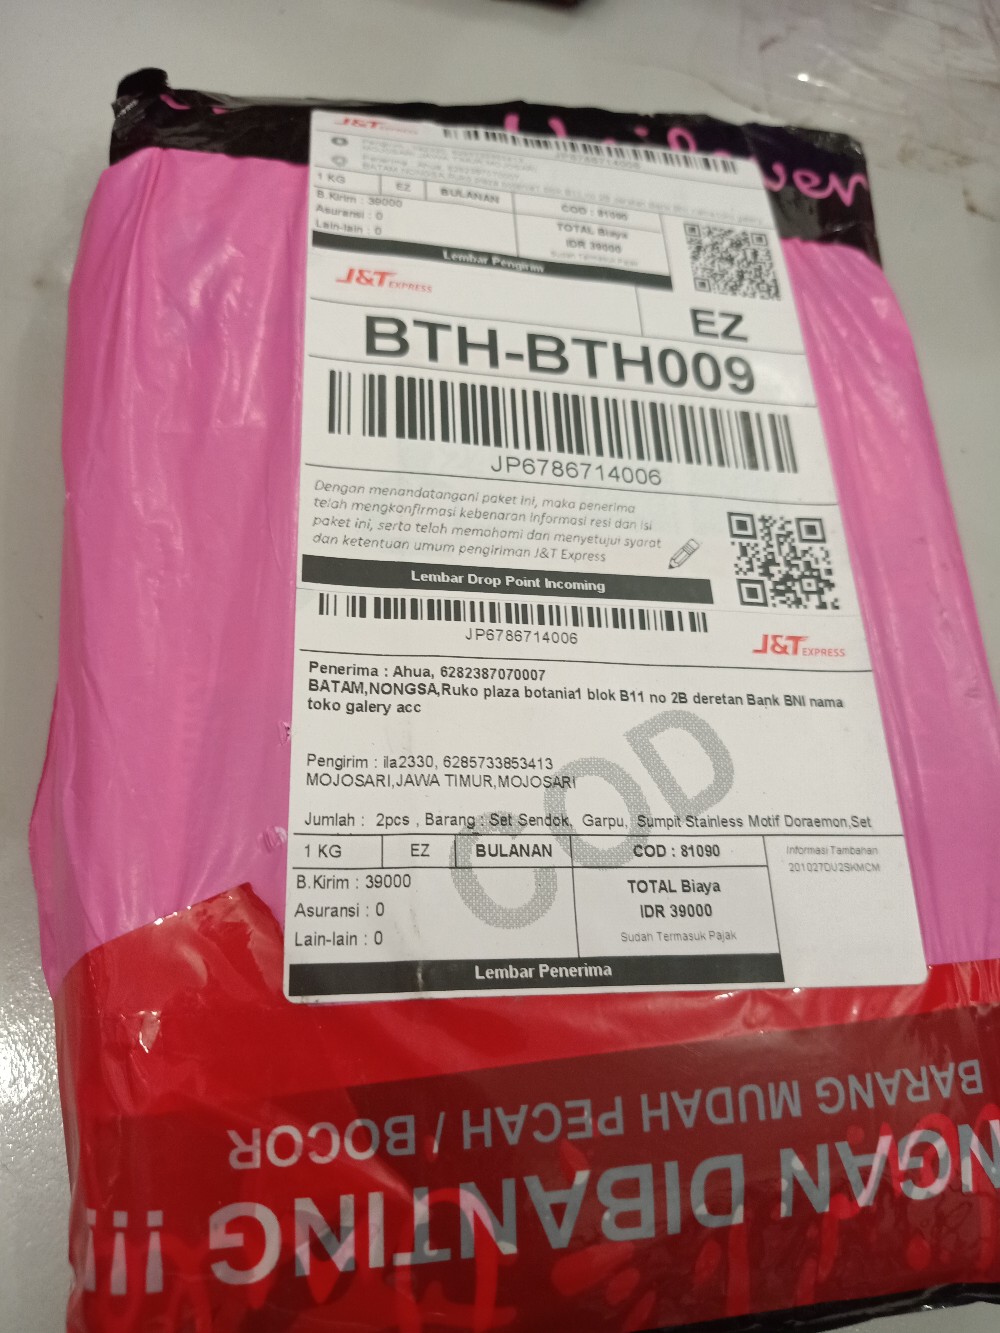 J&T EXPRESS
1 KG EZ BULANAN COD : 81090
B.Kirim : 39000
Asuransi : 0
Lain-lain : 0
TOTAL Biaya
IDR 39000
Lembar Pengirim
J&T EXPRESS
EZ
BTH-BTH009
JP6786714006
Dengan menandatangani paket ini, maka penerima
telah mengkonfirmasi kebenaran informasi resi dan isi
paket ini, serta telah memahami dan menyetujui syarat
dan ketentuan umum pengiriman J&T Express
Lembar Drop Point Incoming
JP6786714006
J&T EXPRESS
Penerima : Ahua, 6282387070007
BATAM,NONGSA,Ruko plaza botania1 blok B11 no 2B deretan Bank BNI nama
toko galery acc
Pengirim : ila2330, 6285733853413
MOJOSARI,JAWA TIMUR,MOJOSARI
COD
Jumlah : 2pcs , Barang : Set Sendok, Garpu, Sumpit Stainless Motif Doraemon,Set
1 KG EZ BULANAN COD : 81090
Informasi Tambahan
201027DU2SKMCM
B.Kirim : 39000
Asuransi : 0
Lain-lain : 0
TOTAL Biaya
IDR 39000
Sudah Termasuk Pajak
Lembar Penerima
BARANG MUDAH PECAH / BOCOR
NGAN DIBANTING !!!